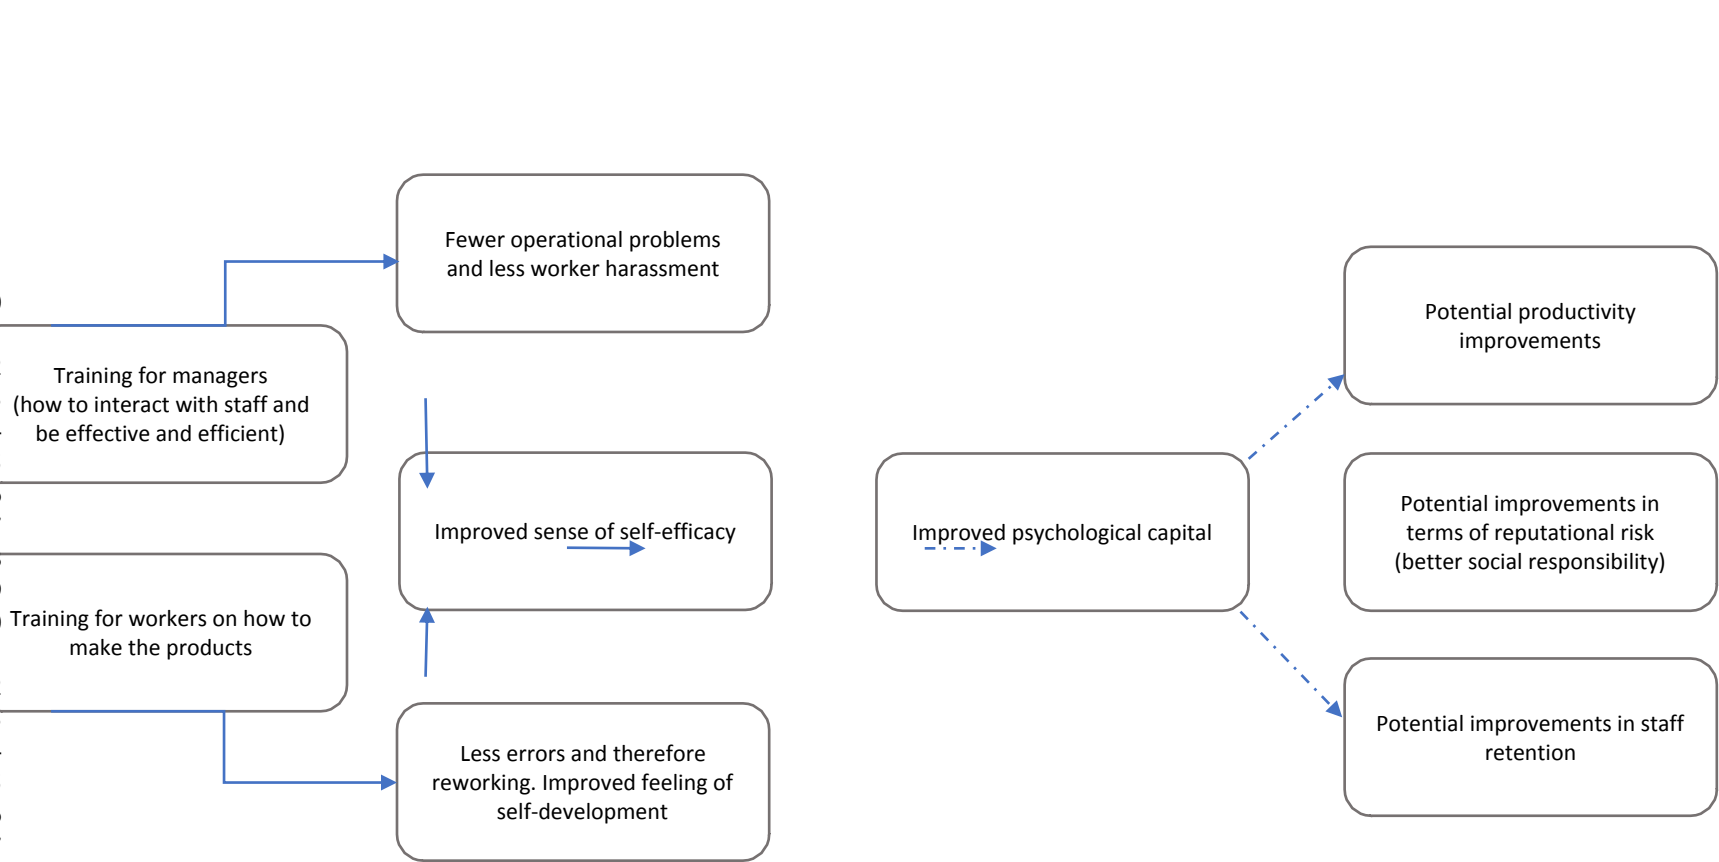 Fewer operational problems
and less worker harassment
Training for managers
(how to interact with staff and
be effective and efficient)
Improved sense of self-efficacy
Training for workers on how to
make the products
Less errors and therefore
reworking. Improved feeling of
self-development
Improved psychological capital
Potential productivity
improvements
Potential improvements in
terms of reputational risk
(better social responsibility)
Potential improvements in staff
retention